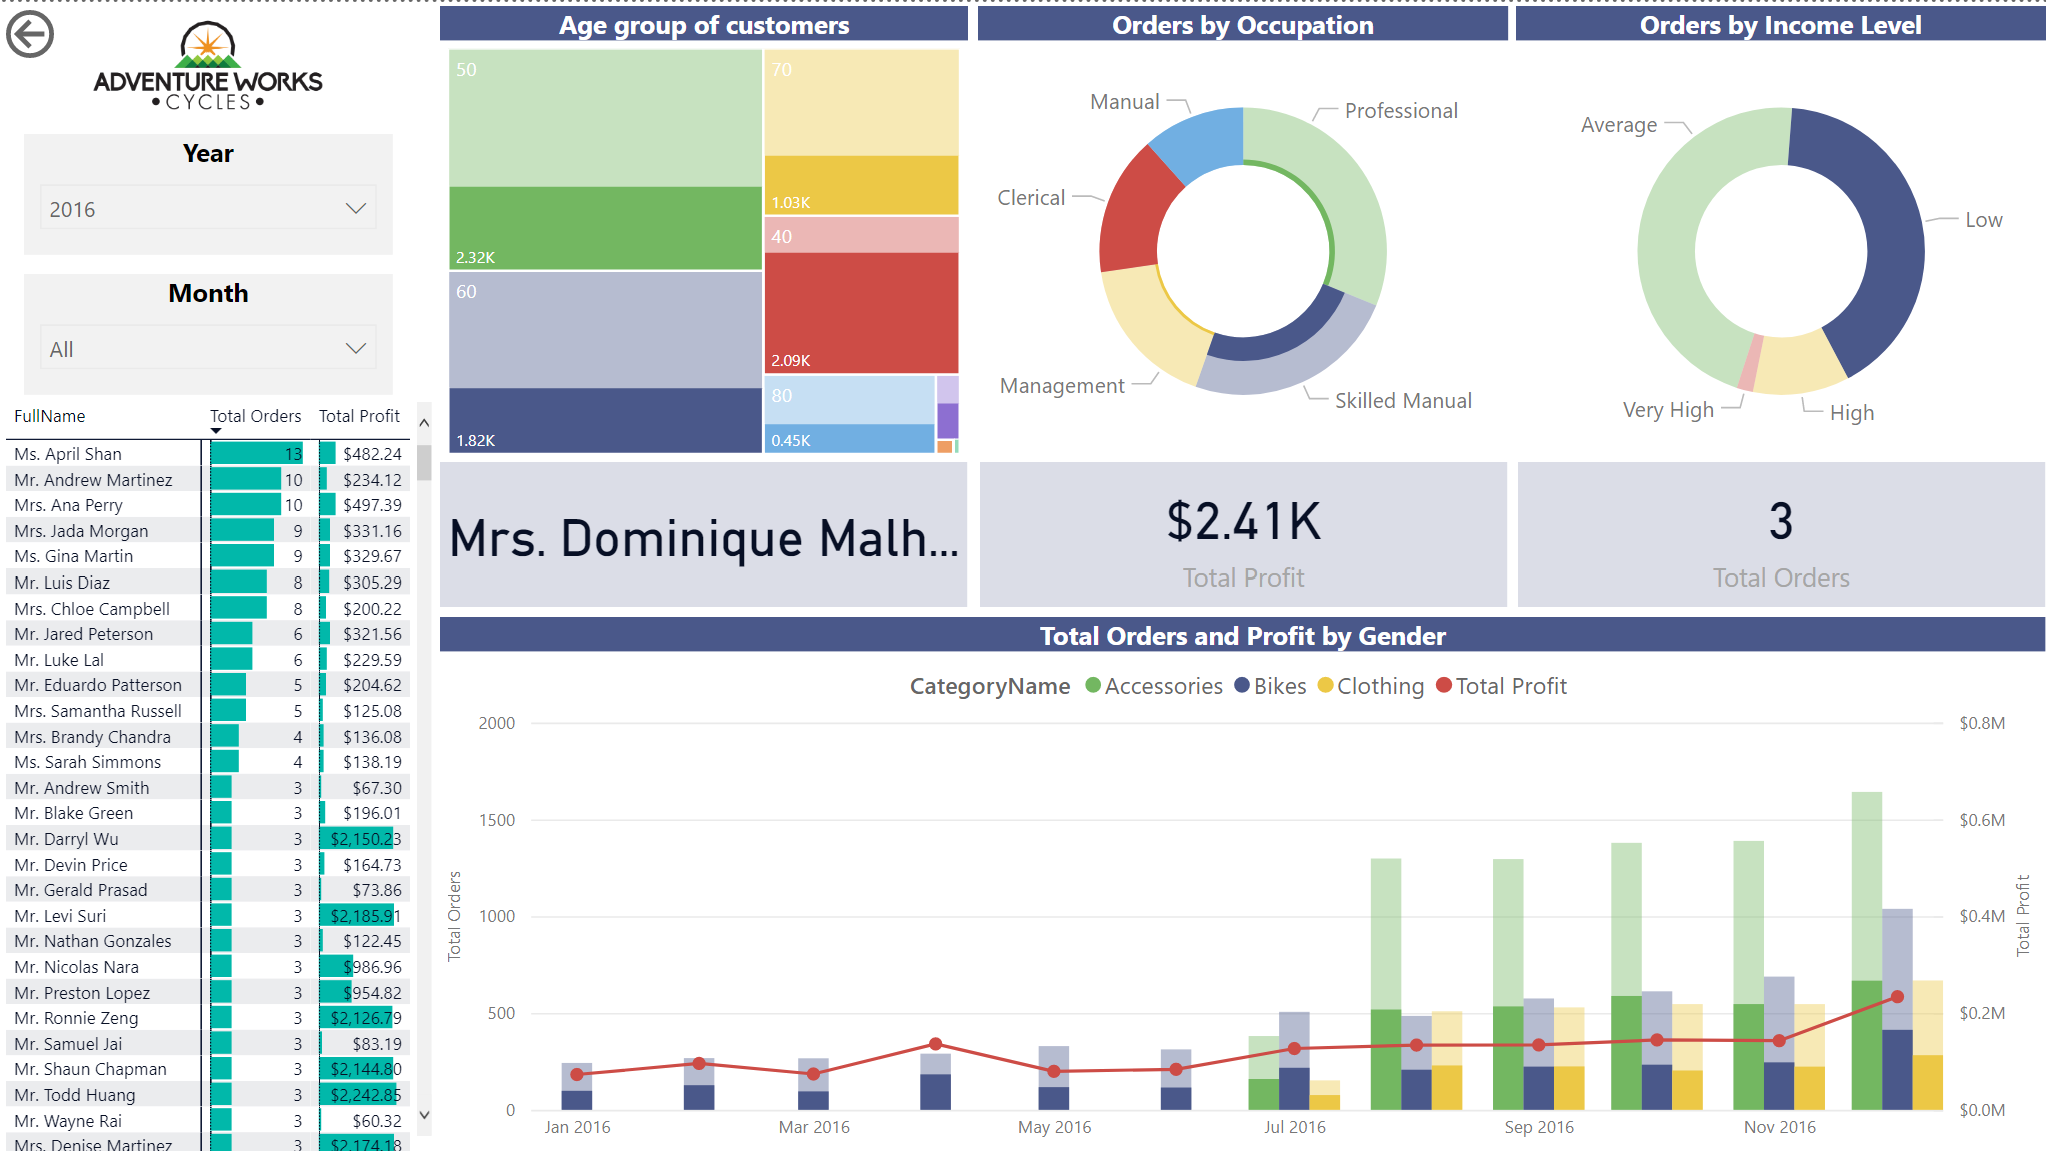 ADVENTURE WORKS
•CYCLES•
Year
2016
Month
All
FullName Total Orders Total Profit
Ms. April Shan 13 $482.24
Mr. Andrew Martinez 10 $234.12
Mrs. Ana Perry 10 $497.39
Mrs. Jada Morgan 9 $331.16
Ms. Gina Martin 9 $329.67
Mr. Luis Diaz 8 $305.29
Mrs. Chloe Campbell 8 $200.22
Mr. Jared Peterson 6 $321.56
Mr. Luke Lal 6 $229.59
Mr. Eduardo Patterson 5 $204.62
Mrs. Samantha Russell 5 $125.08
Mrs. Brandy Chandra 4 $136.08
Ms. Sarah Simmons 4 $138.19
Mr. Andrew Smith 3 $67.30
Mr. Blake Green 3 $196.01
Mr. Darryl Wu 3 $2,150.23
Mr. Devin Price 3 $164.73
Mr. Gerald Prasad 3 $73.86
Mr. Levi Suri 3 $2,185.91
Mr. Nathan Gonzales 3 $122.45
Mr. Nicolas Nara 3 $986.96
Mr. Preston Lopez 3 $954.82
Mr. Ronnie Zeng 3 $2,126.79
Mr. Samuel Jai 3 $83.19
Mr. Shaun Chapman 3 $2,144.80
Mr. Todd Huang 3 $2,242.85
Mr. Wayne Rai 3 $60.32
Mrs. Denise Martinez 3 $2,174.18
Age group of customers
50
2.32K
60
1.82K
70
1.03K
40
2.09K
80
0.45K
Orders by Occupation
Manual
Professional
Clerical
Management
Skilled Manual
Orders by Income Level
Average
Low
Very High
High
Mrs. Dominique Malh...
$2.41K
Total Profit
3
Total Orders
Total Orders and Profit by Gender
CategoryName Accessories Bikes Clothing Total Profit
2000
1500
1000
500
0
Total Orders
$0.8M
$0.6M
$0.4M
$0.2M
$0.0M
Total Profit
Jan 2016 Mar 2016 May 2016 Jul 2016 Sep 2016 Nov 2016